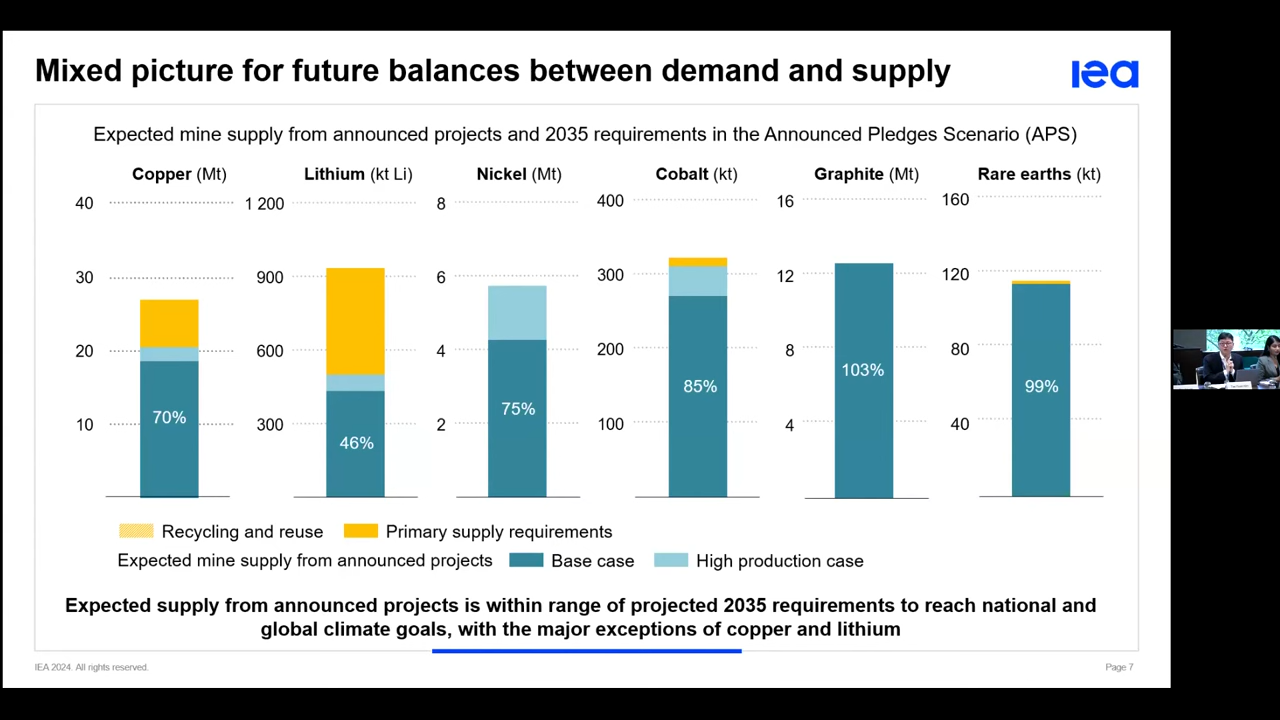 Mixed picture for future balances between demand and supply
iea
Expected mine supply from announced projects and 2035 requirements in the Announced Pledges Scenario (APS)
Copper (Mt)
40
30
20
10
70%
Lithium (kt Li)
1 200
900
600
300
46%
Nickel (Mt)
8
6
4
2
75%
Cobalt (kt)
400
300
200
100
85%
Graphite (Mt)
16
12
8
4
103%
Rare earths (kt)
160
120
80
40
99%
Recycling and reuse Primary supply requirements
Expected mine supply from announced projects Base case High production case
Expected supply from announced projects is within range of projected 2035 requirements to reach national and
global climate goals, with the major exceptions of copper and lithium
IEA 2024. All rights reserved.
Page 7